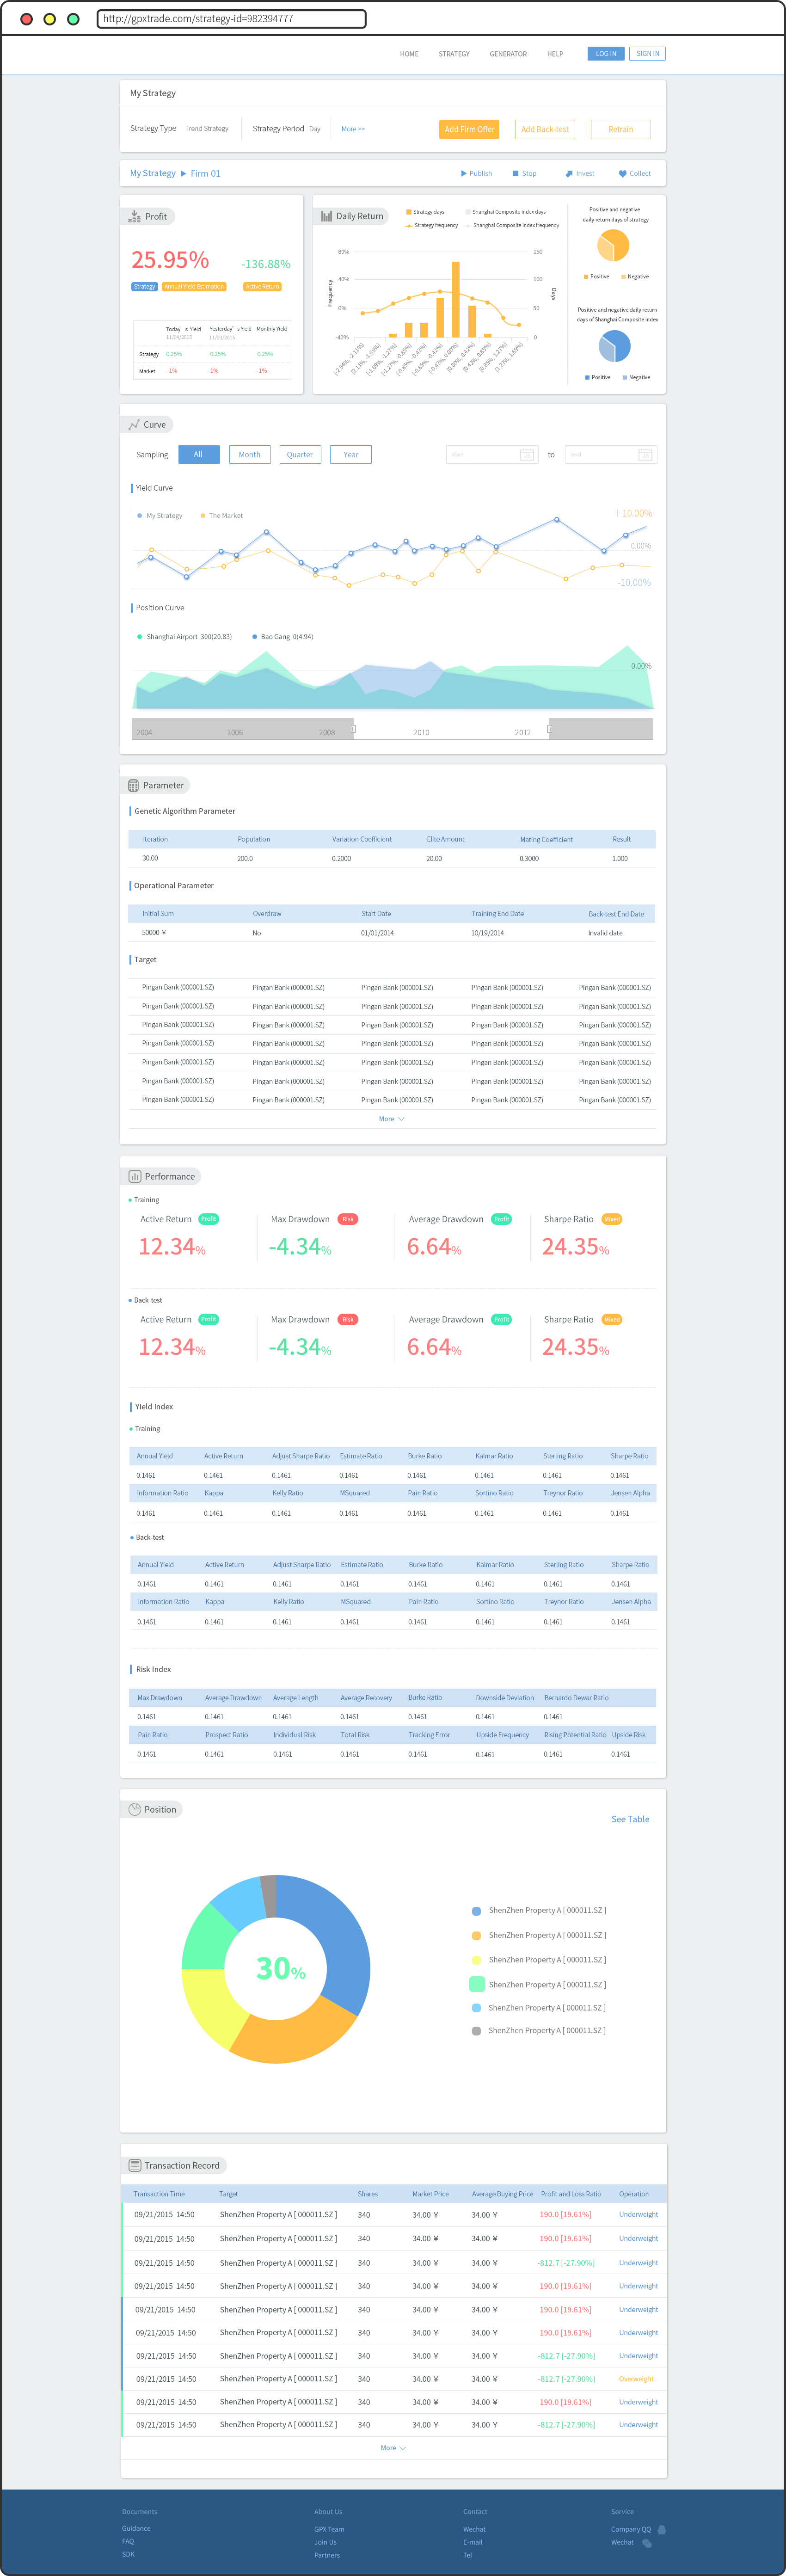 http://gpxtrade.com/strategy-id=982394777
HOME STRATEGY GENERATOR HELP LOG IN SIGN IN
My Strategy
Strategy Type Trend Strategy Strategy Period Day More >> Add Firm Offer Add Back-test Retrain
My Strategy ▶ Firm 01 Publish Stop Invest Collect
Profit
25.95% -136.88%
Strategy Annual Yield Estimation Active Return
Today's Yield Yesterday's Yield Monthly Yield
11/04/2015 11/03/2015
Strategy 0.25% 0.25% 0.25%
Market -1% -1% -1%
Daily Return
Strategy days Shanghai Composite index days
Strategy frequency Shanghai Composite index frequency
60% 150
40% 100
0% 50
-40% 0
Frequency
Days
Positive and negative
daily return days of strategy
Positive Negative
Positive and negative daily return
days of Shanghai Composite index
Positive Negative
Curve
Sampling All Month Quarter Year start to end
Yield Curve
My Strategy The Market
+10.00%
0.00%
-10.00%
Position Curve
Shanghai Airport 300(20.83) Bao Gang 0(4.94)
0.00%
2004 2006 2008 2010 2012
Parameter
Genetic Algorithm Parameter
Iteration Population Variation Coefficient Elite Amount Mating Coefficient Result
30.00 200.0 0.2000 20.00 0.3000 1.000
Operational Parameter
Initial Sum Overdraw Start Date Training End Date Back-test End Date
50000 ¥ No 01/01/2014 10/19/2014 Invalid date
Target
Pingan Bank (000001.SZ) Pingan Bank (000001.SZ) Pingan Bank (000001.SZ) Pingan Bank (000001.SZ) Pingan Bank (000001.SZ)
Pingan Bank (000001.SZ) Pingan Bank (000001.SZ) Pingan Bank (000001.SZ) Pingan Bank (000001.SZ) Pingan Bank (000001.SZ)
Pingan Bank (000001.SZ) Pingan Bank (000001.SZ) Pingan Bank (000001.SZ) Pingan Bank (000001.SZ) Pingan Bank (000001.SZ)
Pingan Bank (000001.SZ) Pingan Bank (000001.SZ) Pingan Bank (000001.SZ) Pingan Bank (000001.SZ) Pingan Bank (000001.SZ)
Pingan Bank (000001.SZ) Pingan Bank (000001.SZ) Pingan Bank (000001.SZ) Pingan Bank (000001.SZ) Pingan Bank (000001.SZ)
Pingan Bank (000001.SZ) Pingan Bank (000001.SZ) Pingan Bank (000001.SZ) Pingan Bank (000001.SZ) Pingan Bank (000001.SZ)
Pingan Bank (000001.SZ) Pingan Bank (000001.SZ) Pingan Bank (000001.SZ) Pingan Bank (000001.SZ) Pingan Bank (000001.SZ)
More
Performance
Training
Active Return Profit Max Drawdown Risk Average Drawdown Profit Sharpe Ratio Mixed
12.34% -4.34% 6.64% 24.35%
Back-test
Active Return Profit Max Drawdown Risk Average Drawdown Profit Sharpe Ratio Mixed
12.34% -4.34% 6.64% 24.35%
Yield Index
Training
Annual Yield Active Return Adjust Sharpe Ratio Estimate Ratio Burke Ratio Kalmar Ratio Sterling Ratio Sharpe Ratio
0.1461 0.1461 0.1461 0.1461 0.1461 0.1461 0.1461 0.1461
Information Ratio Kappa Kelly Ratio MSquared Pain Ratio Sortino Ratio Treynor Ratio Jensen Alpha
0.1461 0.1461 0.1461 0.1461 0.1461 0.1461 0.1461 0.1461
Back-test
Annual Yield Active Return Adjust Sharpe Ratio Estimate Ratio Burke Ratio Kalmar Ratio Sterling Ratio Sharpe Ratio
0.1461 0.1461 0.1461 0.1461 0.1461 0.1461 0.1461 0.1461
Information Ratio Kappa Kelly Ratio MSquared Pain Ratio Sortino Ratio Treynor Ratio Jensen Alpha
0.1461 0.1461 0.1461 0.1461 0.1461 0.1461 0.1461 0.1461
Risk Index
Max Drawdown Average Drawdown Average Length Average Recovery Burke Ratio Downside Deviation Bernardo Dewar Ratio
0.1461 0.1461 0.1461 0.1461 0.1461 0.1461 0.1461
Pain Ratio Prospect Ratio Individual Risk Total Risk Tracking Error Upside Frequency Rising Potential Ratio Upside Risk
0.1461 0.1461 0.1461 0.1461 0.1461 0.1461 0.1461 0.1461
Position
See Table
30%
ShenZhen Property A [ 000011.SZ ]
ShenZhen Property A [ 000011.SZ ]
ShenZhen Property A [ 000011.SZ ]
ShenZhen Property A [ 000011.SZ ]
ShenZhen Property A [ 000011.SZ ]
ShenZhen Property A [ 000011.SZ ]
Transaction Record
Transaction Time Target Shares Market Price Average Buying Price Profit and Loss Ratio Operation
09/21/2015 14:50 ShenZhen Property A [ 000011.SZ ] 340 34.00 ¥ 34.00 ¥ 190.0 [19.61%] Underweight
09/21/2015 14:50 ShenZhen Property A [ 000011.SZ ] 340 34.00 ¥ 34.00 ¥ 190.0 [19.61%] Underweight
09/21/2015 14:50 ShenZhen Property A [ 000011.SZ ] 340 34.00 ¥ 34.00 ¥ -812.7 [-27.90%] Underweight
09/21/2015 14:50 ShenZhen Property A [ 000011.SZ ] 340 34.00 ¥ 34.00 ¥ 190.0 [19.61%] Underweight
09/21/2015 14:50 ShenZhen Property A [ 000011.SZ ] 340 34.00 ¥ 34.00 ¥ 190.0 [19.61%] Underweight
09/21/2015 14:50 ShenZhen Property A [ 000011.SZ ] 340 34.00 ¥ 34.00 ¥ 190.0 [19.61%] Underweight
09/21/2015 14:50 ShenZhen Property A [ 000011.SZ ] 340 34.00 ¥ 34.00 ¥ -812.7 [-27.90%] Underweight
09/21/2015 14:50 ShenZhen Property A [ 000011.SZ ] 340 34.00 ¥ 34.00 ¥ -812.7 [-27.90%] Overweight
09/21/2015 14:50 ShenZhen Property A [ 000011.SZ ] 340 34.00 ¥ 34.00 ¥ 190.0 [19.61%] Underweight
09/21/2015 14:50 ShenZhen Property A [ 000011.SZ ] 340 34.00 ¥ 34.00 ¥ -812.7 [-27.90%] Underweight
More
Documents About Us Contact Service
Guidance GPX Team Wechat Company QQ
FAQ Join Us E-mail Wechat
SDK Partners Tel